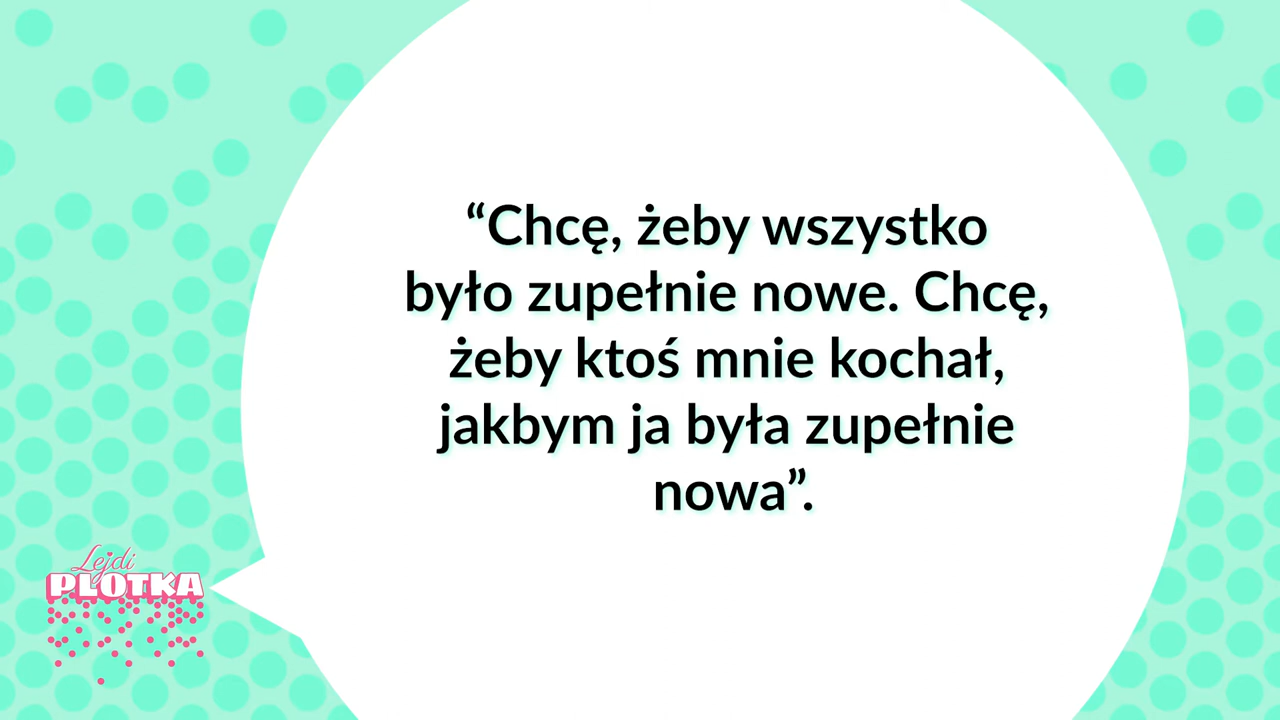 “Chcę, żeby wszystko
było zupełnie nowe. Chcę,
żeby ktoś mnie kochał,
jakbym ja była zupełnie
nowa”.
Lejdi
PLOTKA